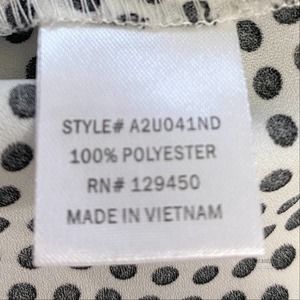 STYLE# A2U041ND
100% POLYESTER
RN# 129450
MADE IN VIETNAM